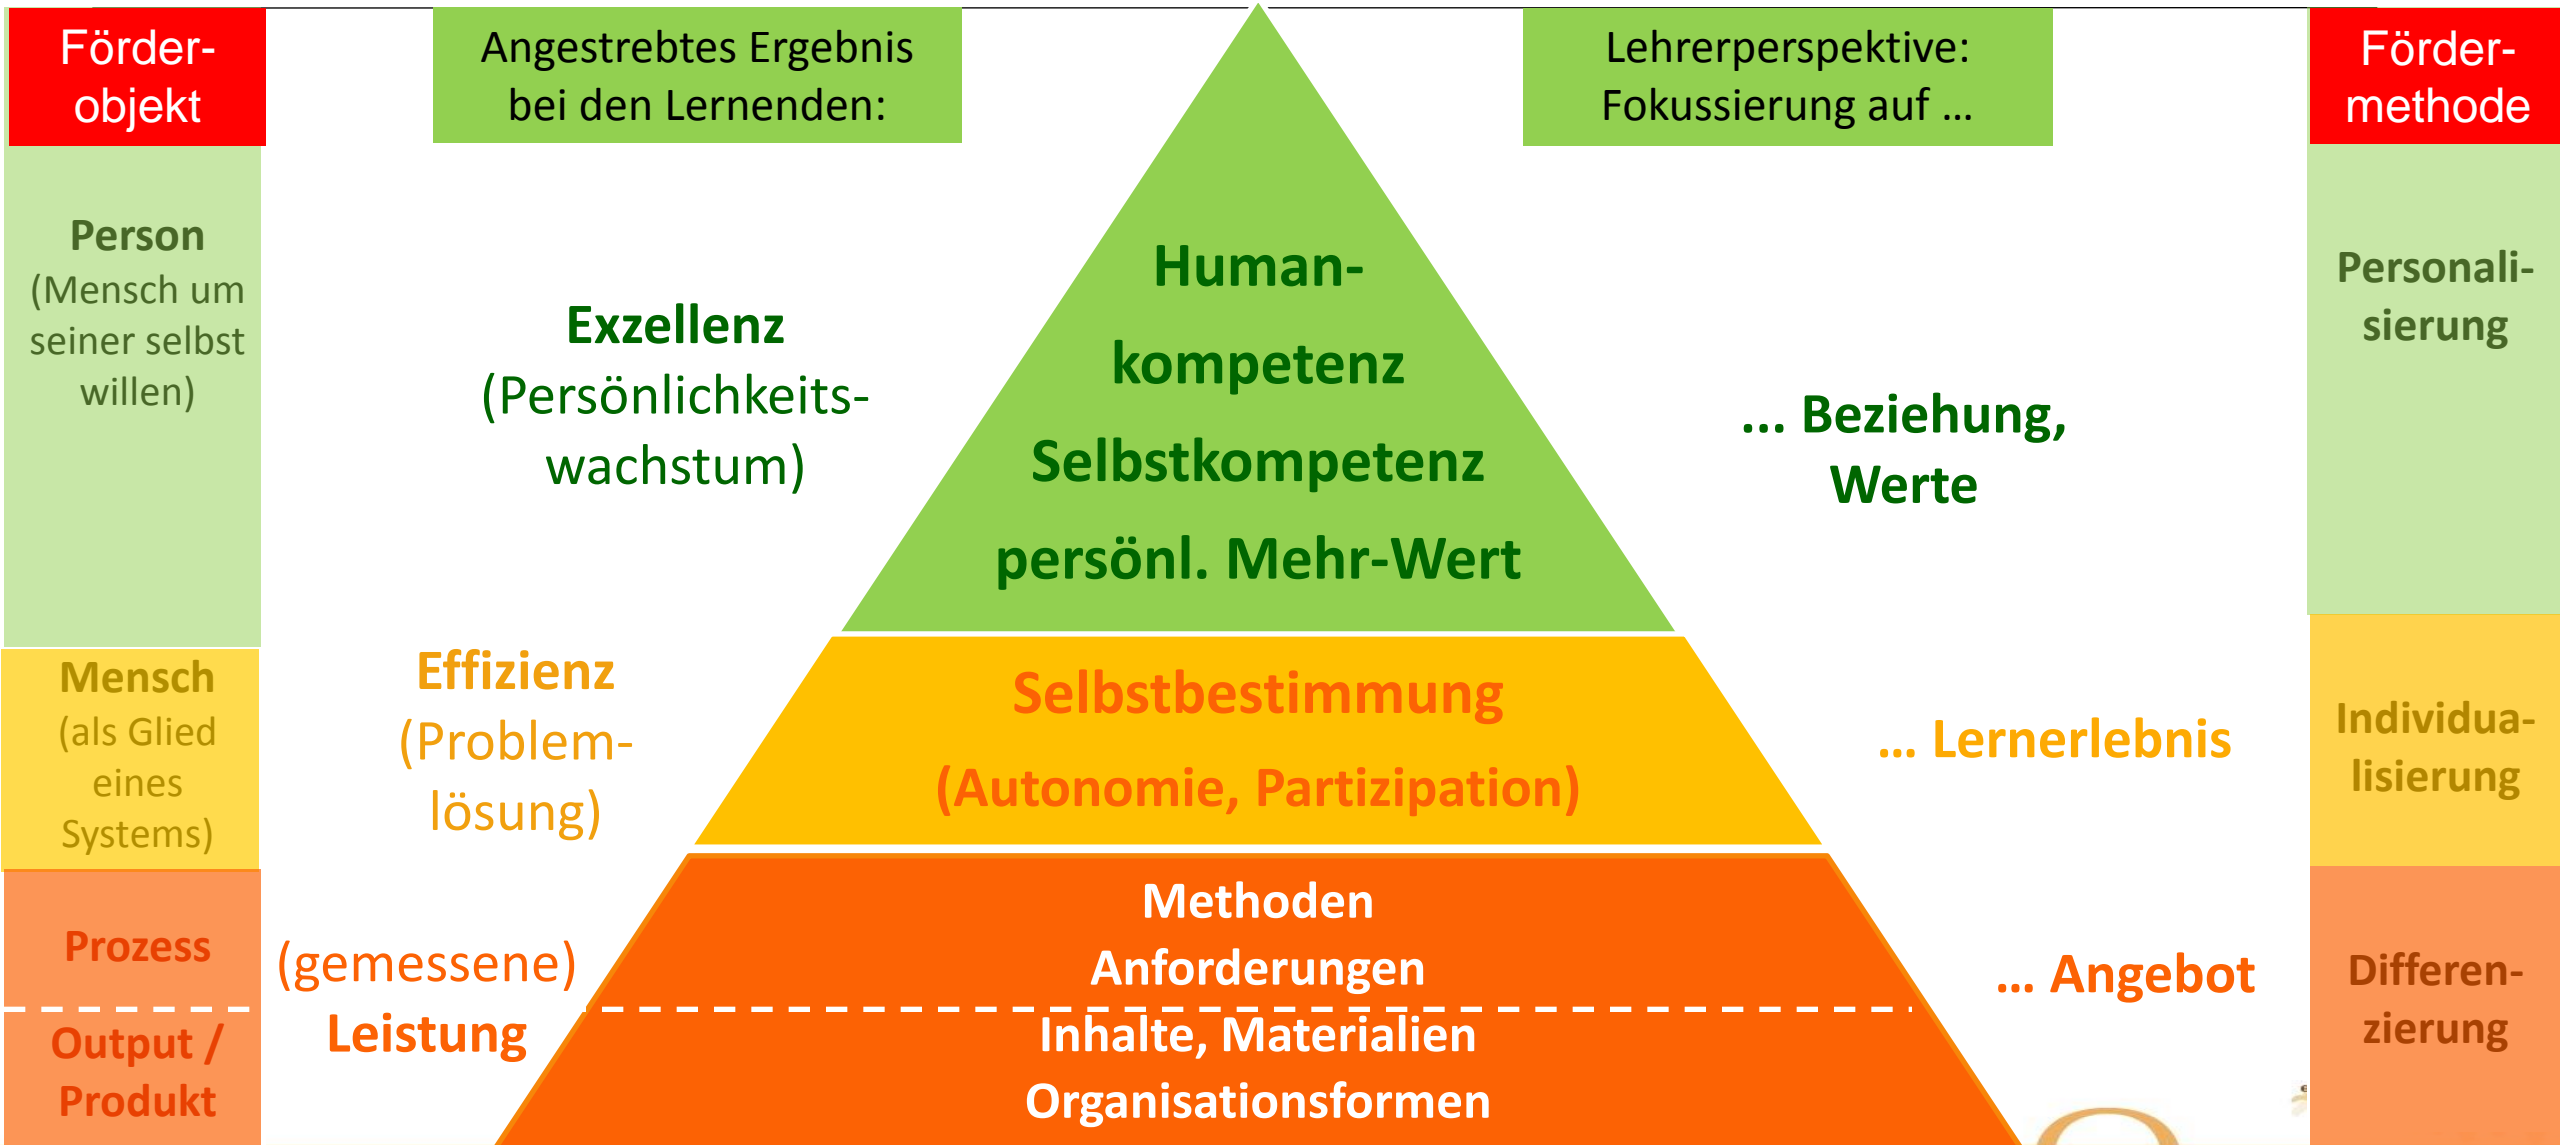 Förder-
objekt
Angestrebtes Ergebnis
bei den Lernenden:
Lehrerperspektive:
Fokussierung auf ...
Förder-
methode
Person
(Mensch um
seiner selbst
willen)
Exzellenz
(Persönlichkeits-
wachstum)
Human-
kompetenz
Selbstkompetenz
persönl. Mehr-Wert
... Beziehung,
Werte
Personali-
sierung
Mensch
(als Glied
eines
Systems)
Effizienz
(Problem-
lösung)
Selbstbestimmung
(Autonomie, Partizipation)
... Lernerlebnis
Individua-
lisierung
Prozess
Output /
Produkt
(gemessene)
Leistung
Methoden
Anforderungen
Inhalte, Materialien
Organisationsformen
... Angebot
Differen-
zierung